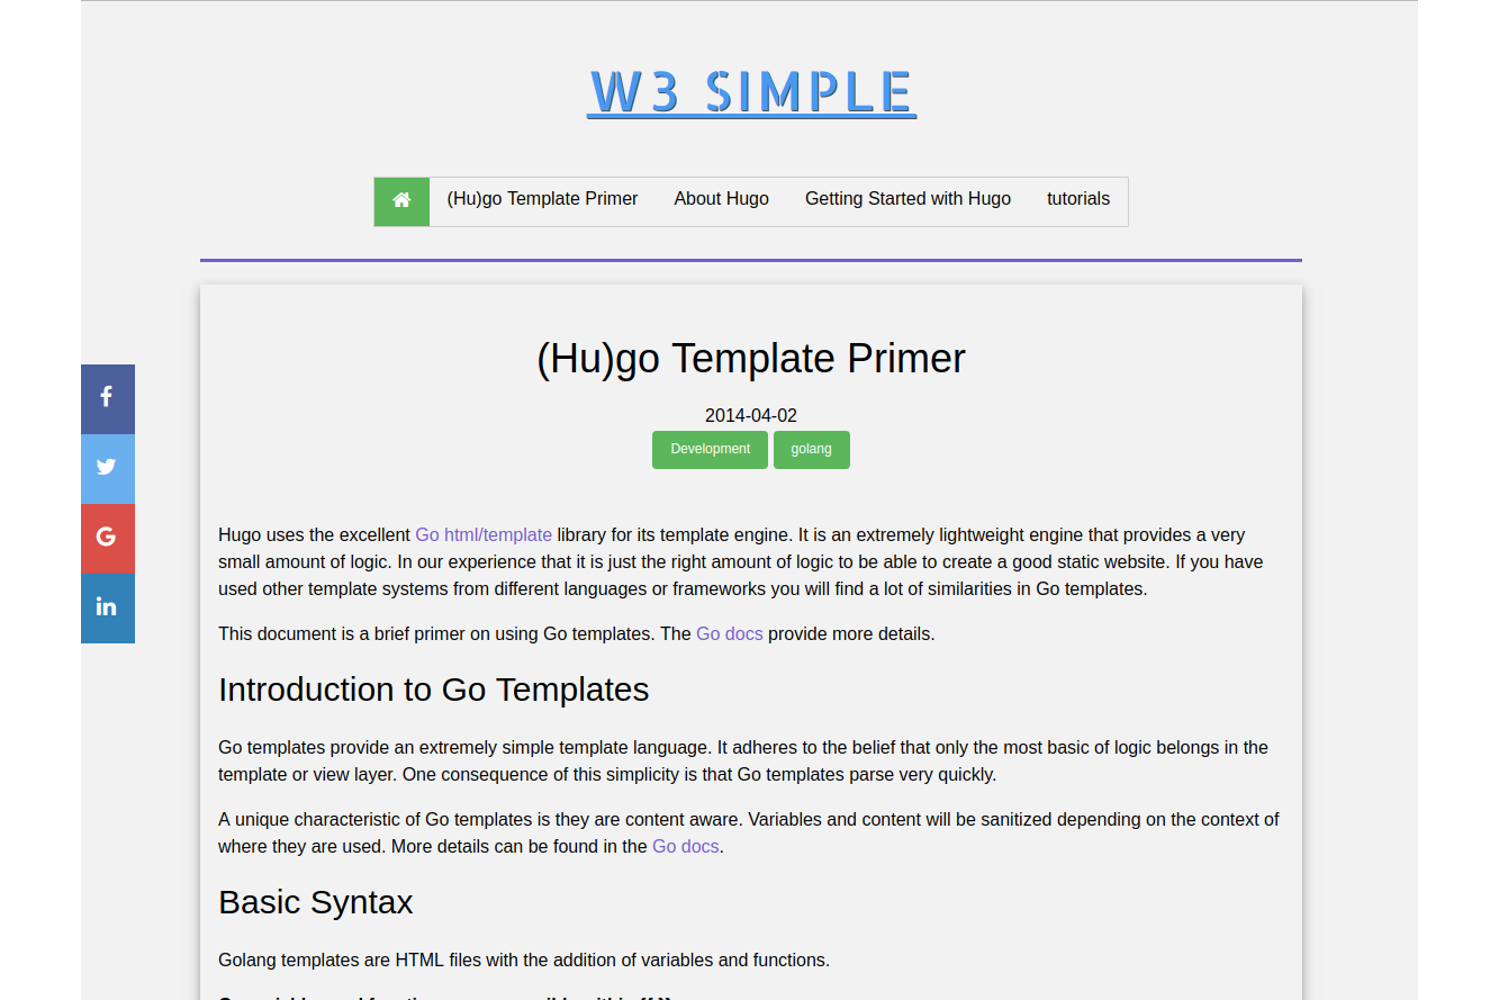 W3 SIMPLE
(Hu)go Template Primer About Hugo Getting Started with Hugo tutorials
(Hu)go Template Primer
2014-04-02
Development golang
Hugo uses the excellent Go html/template library for its template engine. It is an extremely lightweight engine that provides a very
small amount of logic. In our experience that it is just the right amount of logic to be able to create a good static website. If you have
used other template systems from different languages or frameworks you will find a lot of similarities in Go templates.
This document is a brief primer on using Go templates. The Go docs provide more details.
Introduction to Go Templates
Go templates provide an extremely simple template language. It adheres to the belief that only the most basic of logic belongs in the
template or view layer. One consequence of this simplicity is that Go templates parse very quickly.
A unique characteristic of Go templates is they are content aware. Variables and content will be sanitized depending on the context of
where they are used. More details can be found in the Go docs.
Basic Syntax
Golang templates are HTML files with the addition of variables and functions.